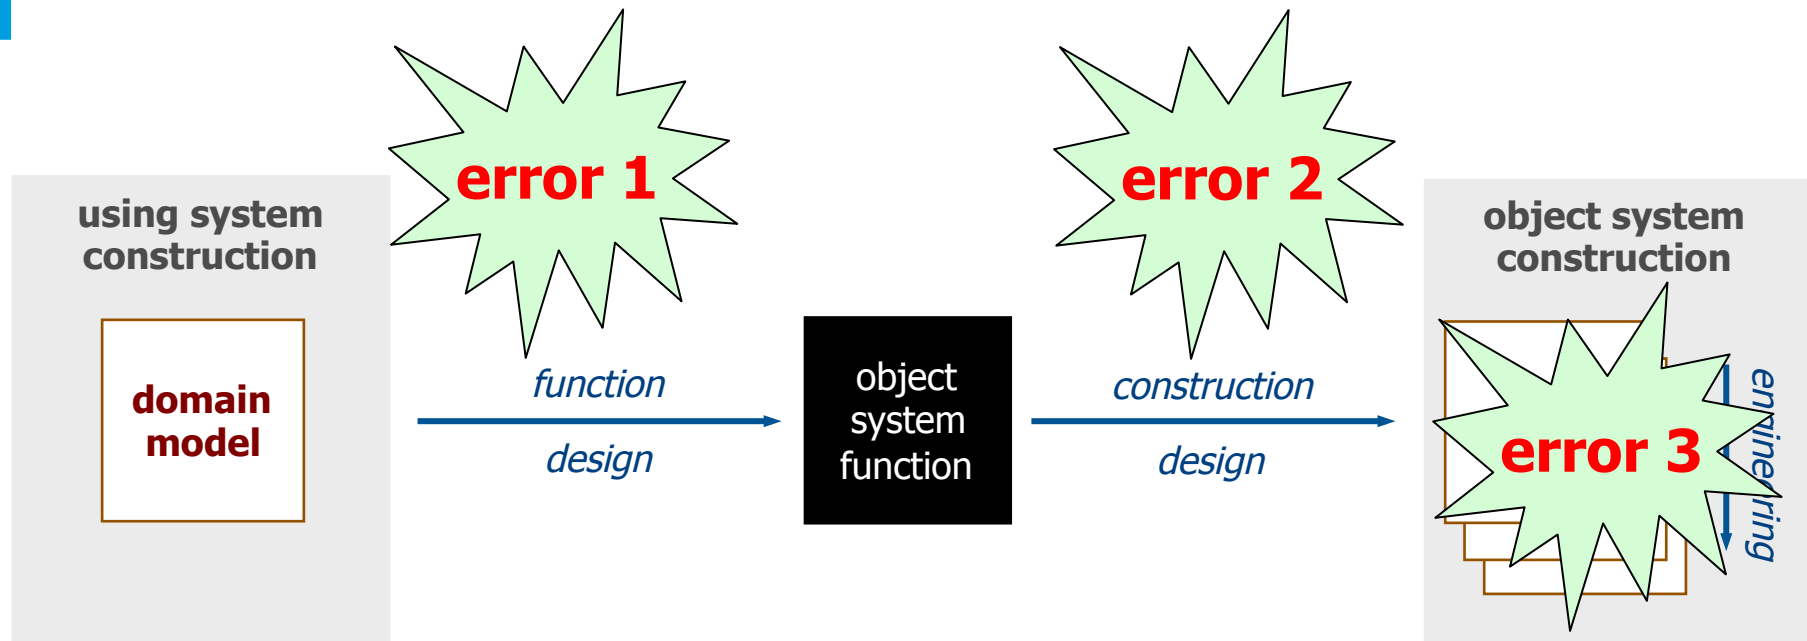 error 1
error 2
using system
construction
object system
construction
domain
model
function
design
object
system
function
construction
design
error 3